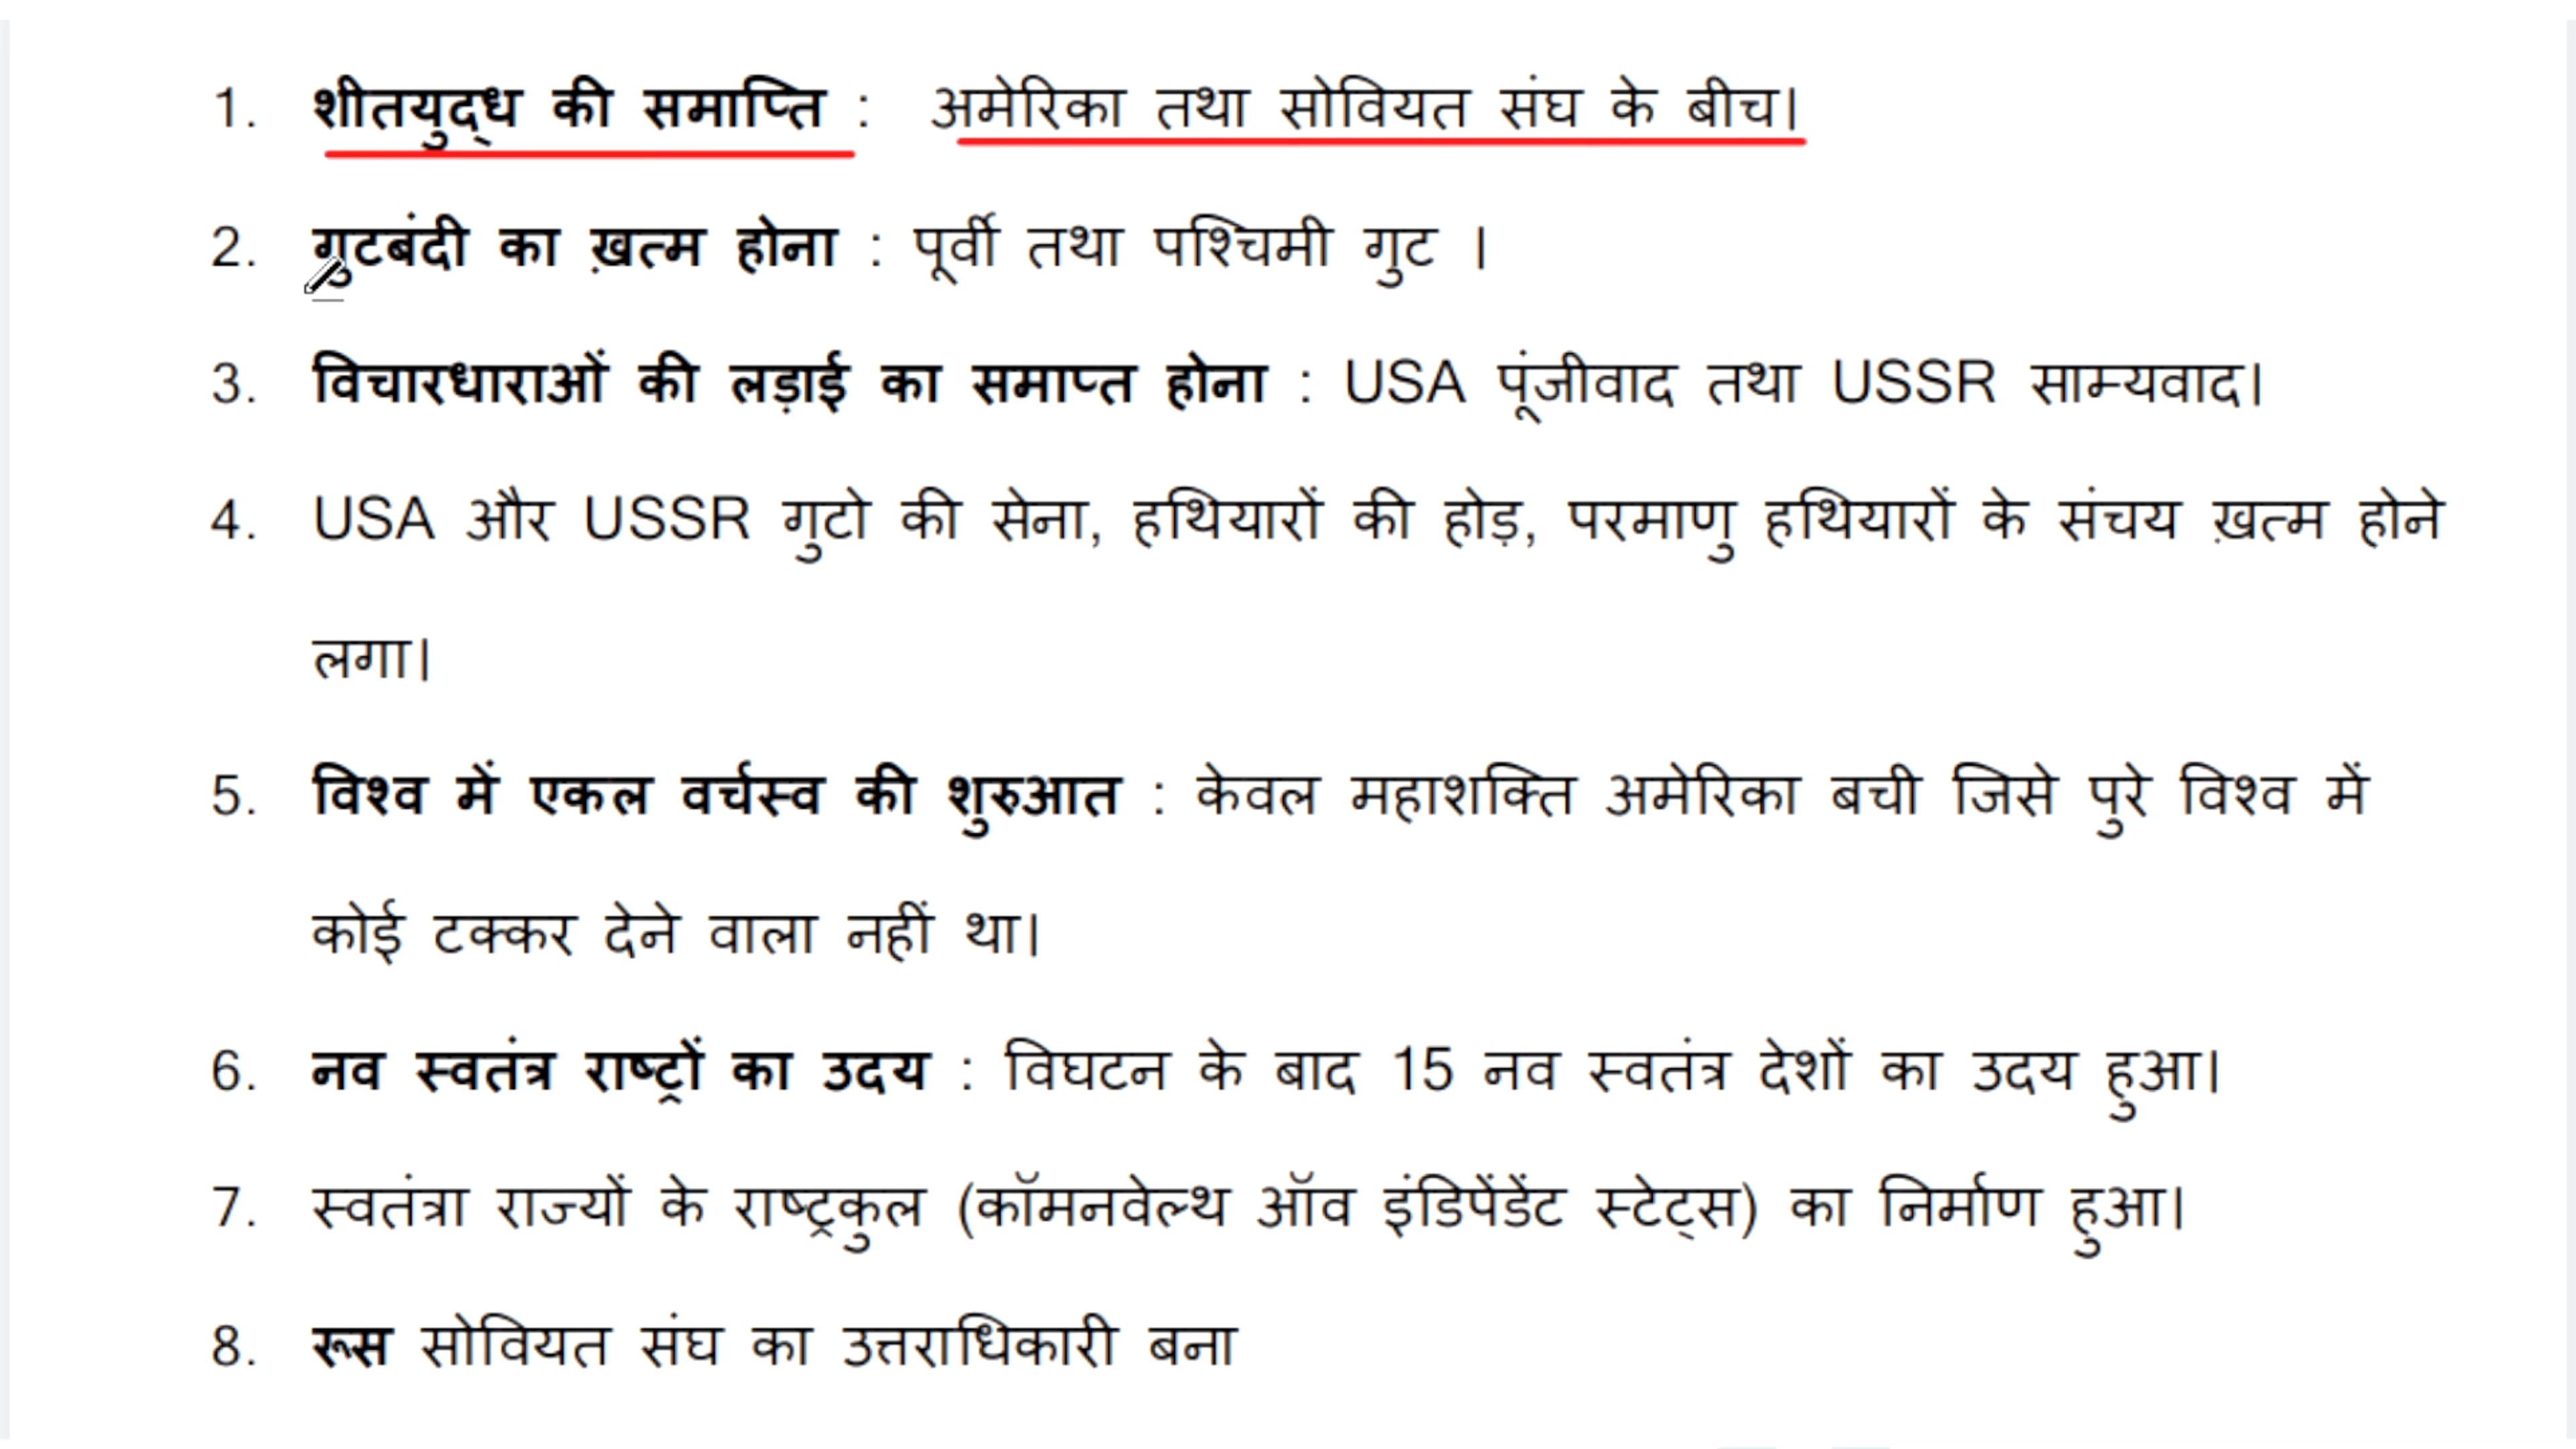 1. शीतयुद्ध की समाप्ति : अमेरिका तथा सोवियत संघ के बीच।
2. गुटबंदी का ख़त्म होना : पूर्वी तथा पश्चिमी गुट ।
3. विचारधाराओं की लड़ाई का समाप्त होना : USA पूंजीवाद तथा USSR साम्यवाद।
4. USA और USSR गुटो की सेना, हथियारों की होड़, परमाणु हथियारों के संचय ख़त्म होने
लगा।
5. विश्व में एकल वर्चस्व की शुरुआत : केवल महाशक्ति अमेरिका बची जिसे पुरे विश्व में
कोई टक्कर देने वाला नहीं था।
6. नव स्वतंत्र राष्ट्रों का उदय : विघटन के बाद 15 नव स्वतंत्र देशों का उदय हुआ।
7. स्वतंत्रा राज्यों के राष्ट्रकुल (कॉमनवेल्थ ऑव इंडिपेंडेंट स्टेट्स) का निर्माण हुआ।
8. रूस सोवियत संघ का उत्तराधिकारी बना